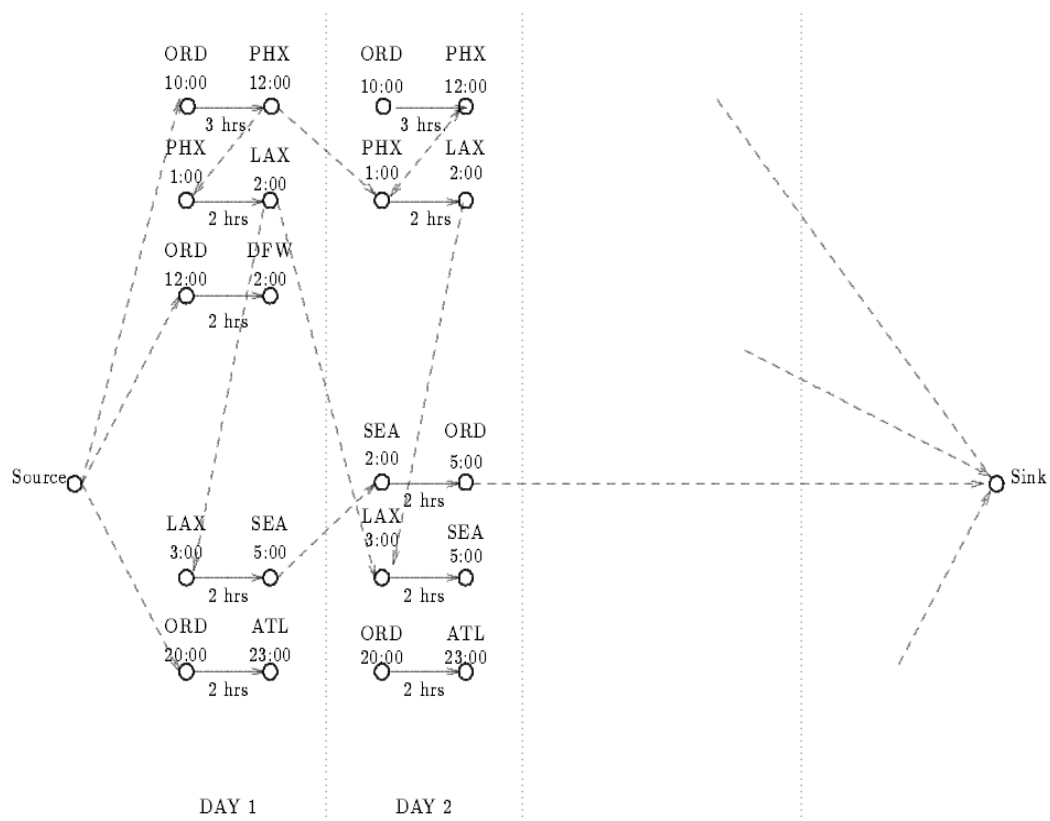 ORD PHX ORD PHX
10:00 12:00 10:00 12:00
3 hrs. 3 hrs.
PHX LAX PHX LAX
1:00 2:00 1:00 2:00
2 hrs 2 hrs
ORD DFW
12:00 2:00
2 hrs
SEA ORD
2:00 5:00
Source Sink
2 hrs
LAX SEA LAX SEA
3:00 5:00 3:00 5:00
2 hrs 2 hrs
ORD ATL ORD ATL
20:00 23:00 20:00 23:00
2 hrs 2 hrs
DAY 1 DAY 2